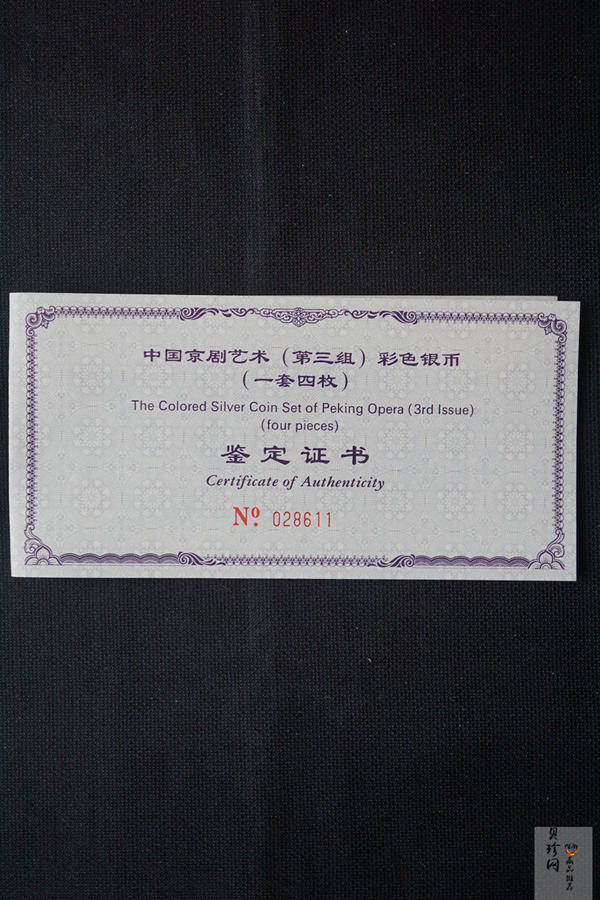 中国京剧艺术（第三组）彩色银币
（一套四枚）
The Colored Silver Coin Set of Peking Opera (3rd Issue)
(four pieces)
鉴定证书
Certificate of Authenticity
Nº 028611
贝珍网